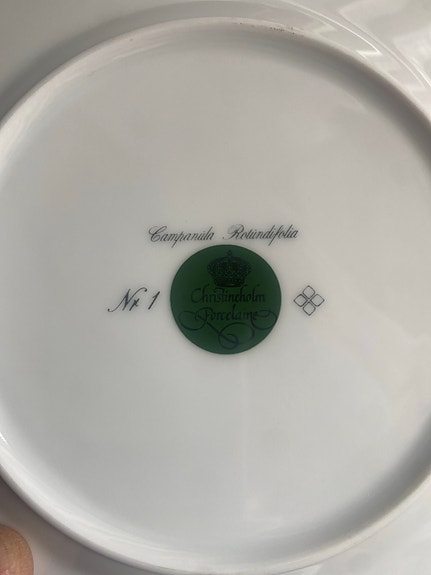 Campanula Rotundifolia
Nr. 1
Christineholm
Porcelaine